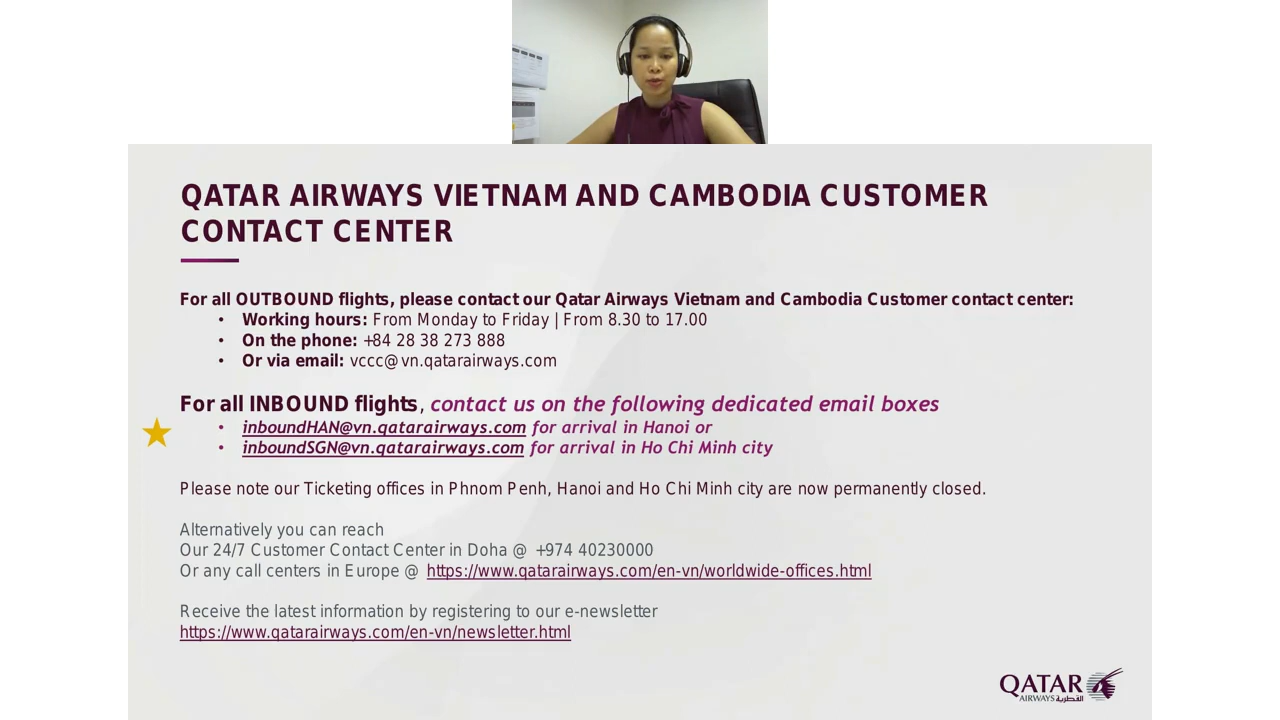 QATAR AIRWAYS VIETNAM AND CAMBODIA CUSTOMER
CONTACT CENTER
For all OUTBOUND flights, please contact our Qatar Airways Vietnam and Cambodia Customer contact center:
• Working hours: From Monday to Friday | From 8.30 to 17.00
• On the phone: +84 28 38 273 888
• Or via email: vccc@vn.qatarairways.com
For all INBOUND flights, contact us on the following dedicated email boxes
• inboundHAN@vn.qatarairways.com for arrival in Hanoi or
• inboundSGN@vn.qatarairways.com for arrival in Ho Chi Minh city
Please note our Ticketing offices in Phnom Penh, Hanoi and Ho Chi Minh city are now permanently closed.
Alternatively you can reach
Our 24/7 Customer Contact Center in Doha @ +974 40230000
Or any call centers in Europe @ https://www.qatarairways.com/en-vn/worldwide-offices.html
Receive the latest information by registering to our e-newsletter
https://www.qatarairways.com/en-vn/newsletter.html
QATAR
AIRWAYS القطرية